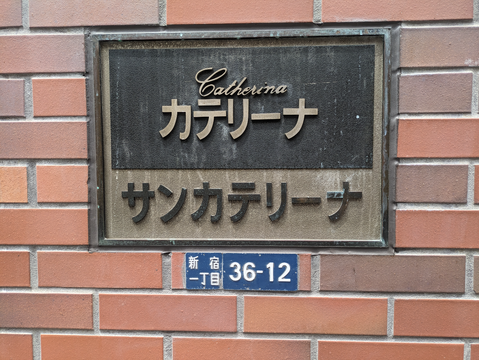 Catherina
カテリーナ
サンカテリーナ
新宿
一丁目
36-12